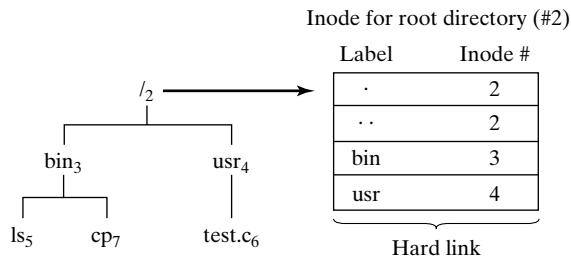 Inode for root directory (#2)
Label Inode #
/2
. 2
. . 2
bin 3
usr 4
bin3 usr4
ls5 cp7 test.c6
Hard link